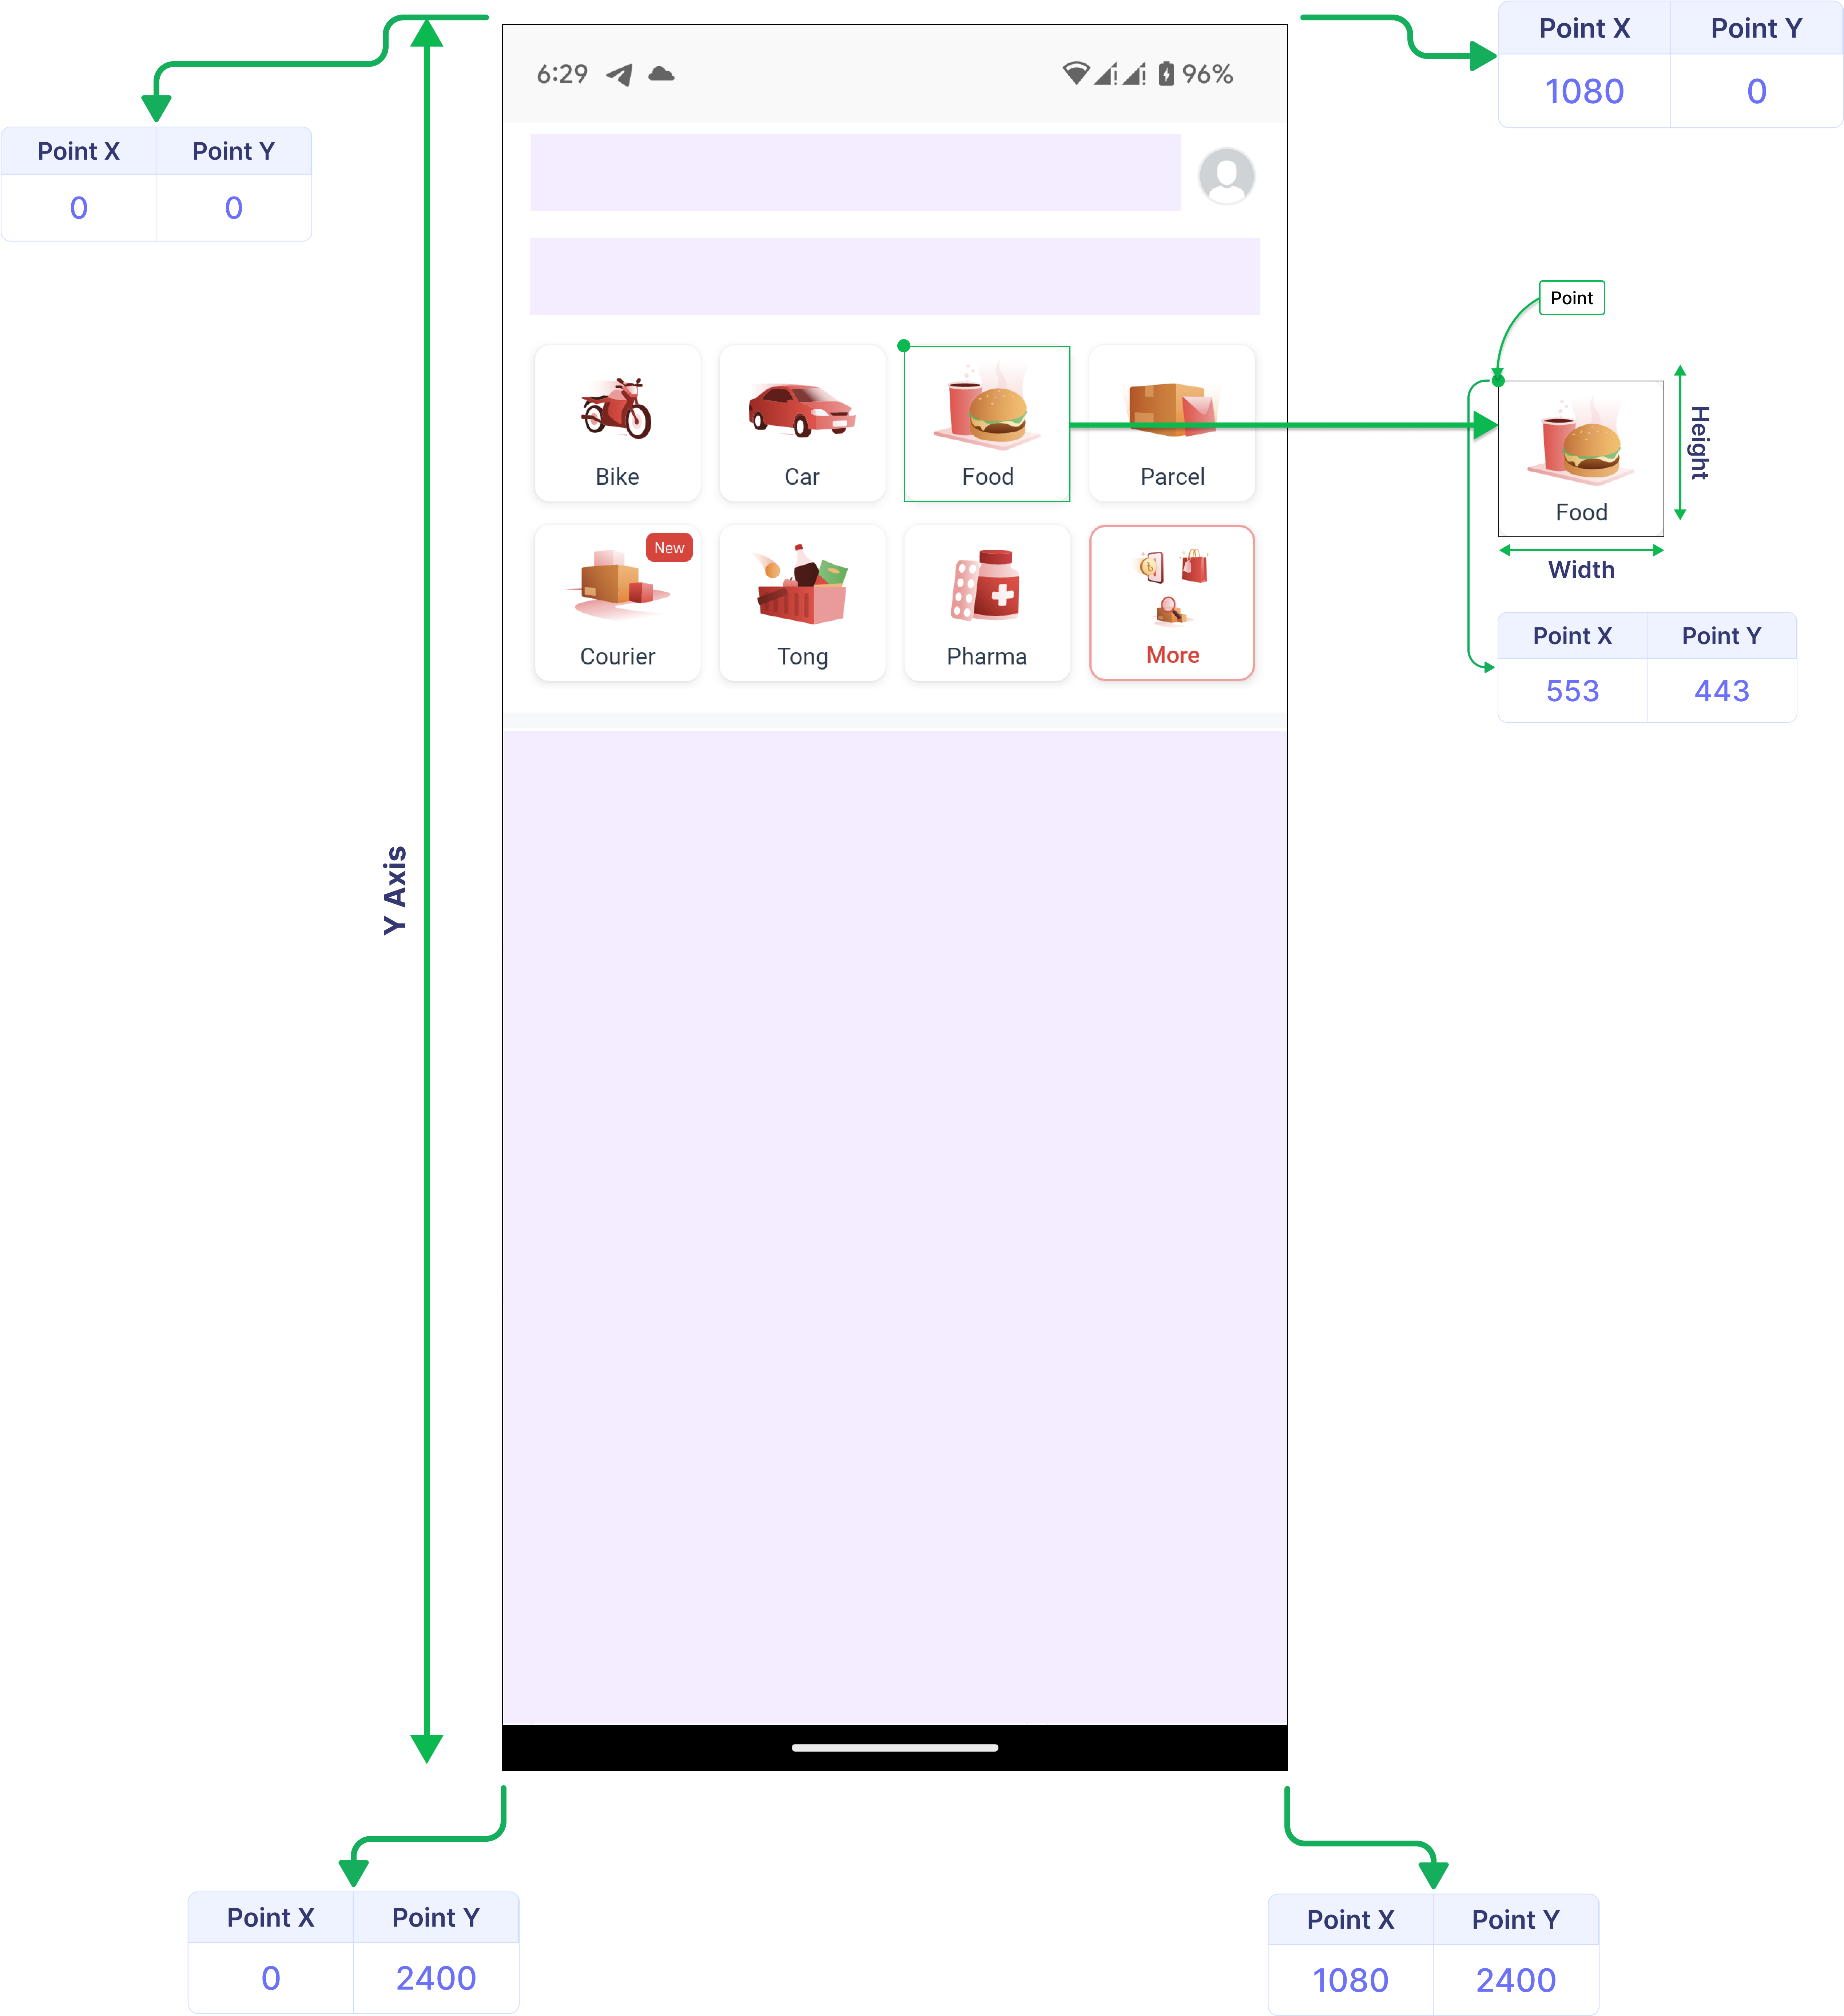 Point X Point Y
1080 0
6:29 96%
Point X Point Y
0 0
Point
Bike Car Food Parcel
Height
Food
Width
New
Courier Tong Pharma More
Point X Point Y
553 443
Y Axis
Point X Point Y
0 2400
Point X Point Y
1080 2400